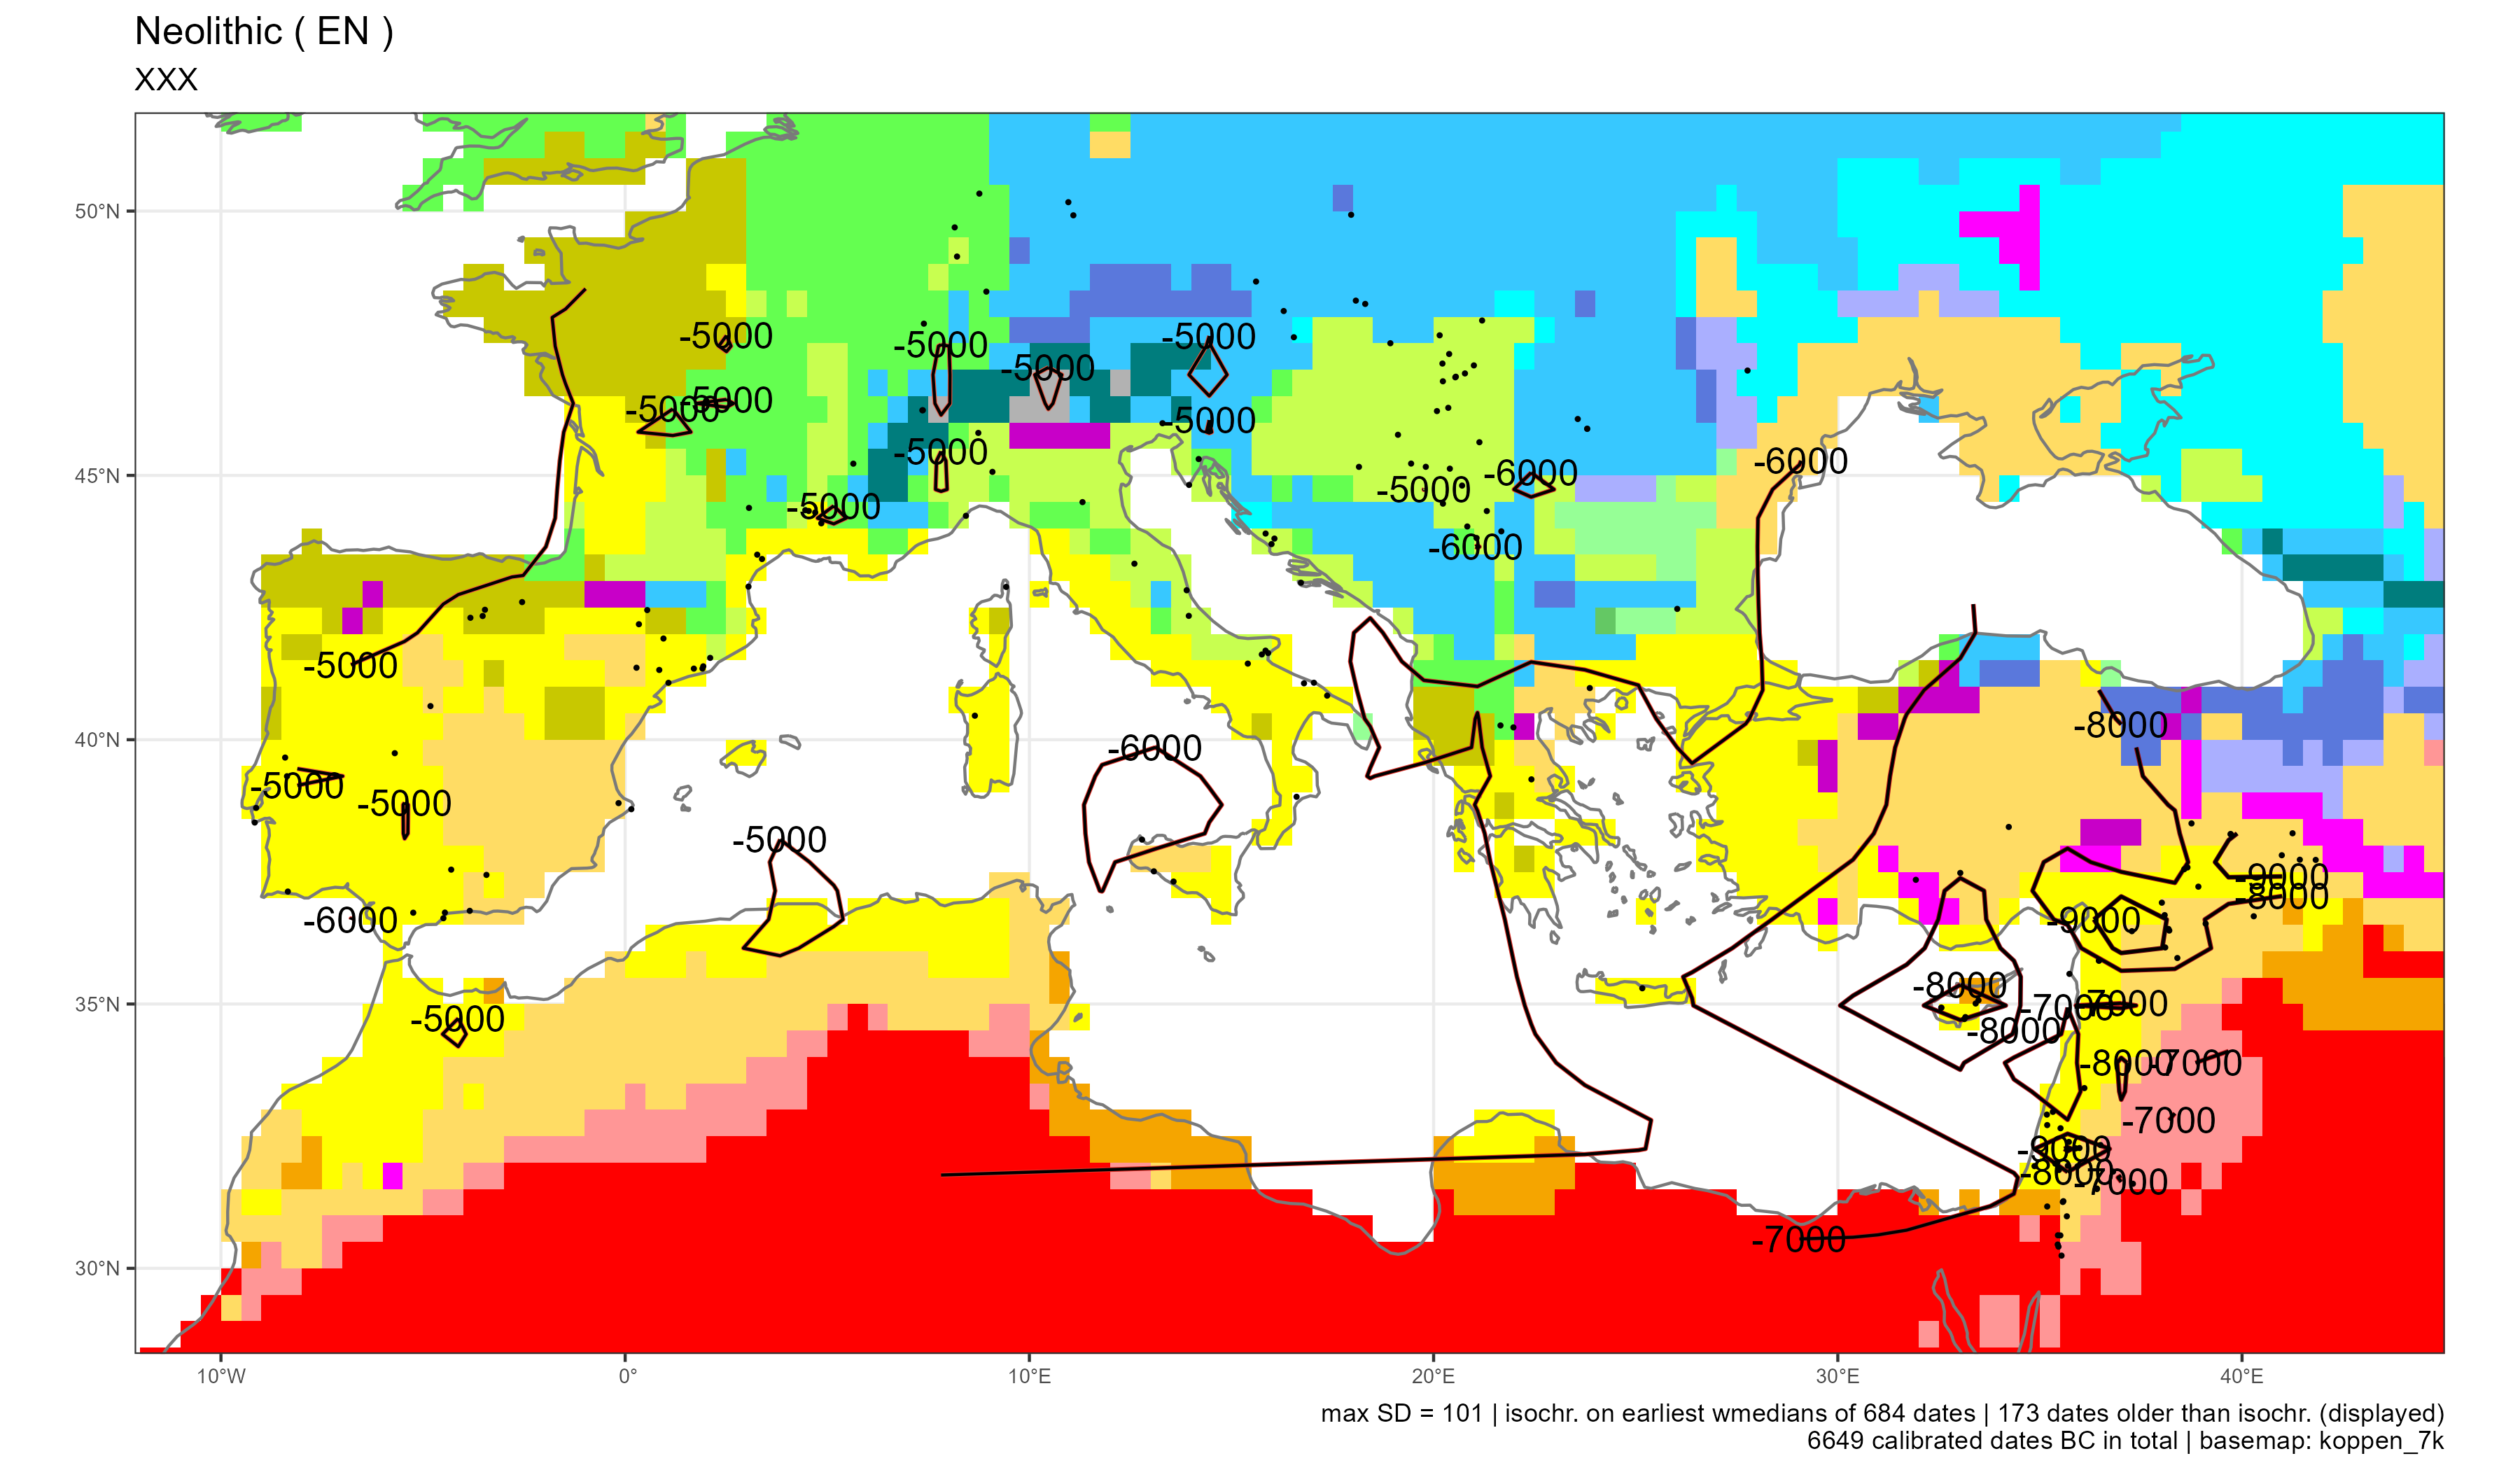 Neolithic ( EN )
XXX
50°N
45°N
40°N
35°N
30°N
-5000
-5000
-5000
-5000
-5000
-5000
-5000
-5000
-5000
-5000
-6000
-6000
-6000
-5000
-6000
-8000
-5000
-5000
-5000
-6000
-9000
-8000
-9000
-5000
-8000
-7000
-7000
-8000
-8000
-7000
-7000
-9000
-8000
-7000
-7000
10°W
0°
10°E
20°E
30°E
40°E
max SD = 101 | isochr. on earliest wmedians of 684 dates | 173 dates older than isochr. (displayed)
6649 calibrated dates BC in total | basemap: koppen_7k